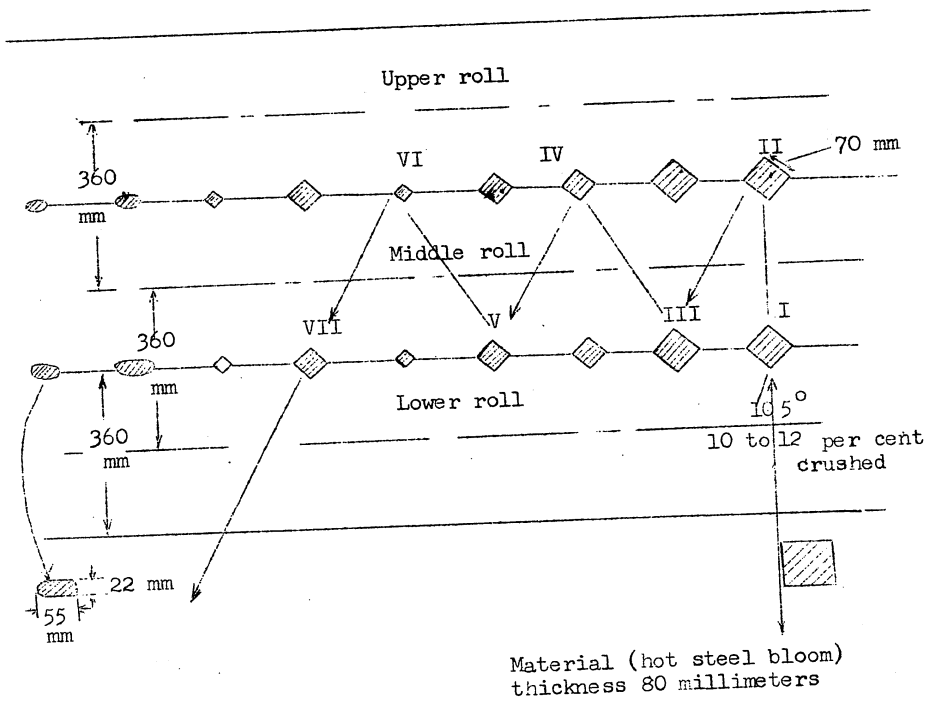 Upper roll
II
70 mm
VI
IV
360
mm
Middle roll
VII
V
III
I
360
mm
Lower roll
105°
360
mm
10 to 12 per cent
crushed
22 mm
55
mm
Material (hot steel bloom)
thickness 80 millimeters